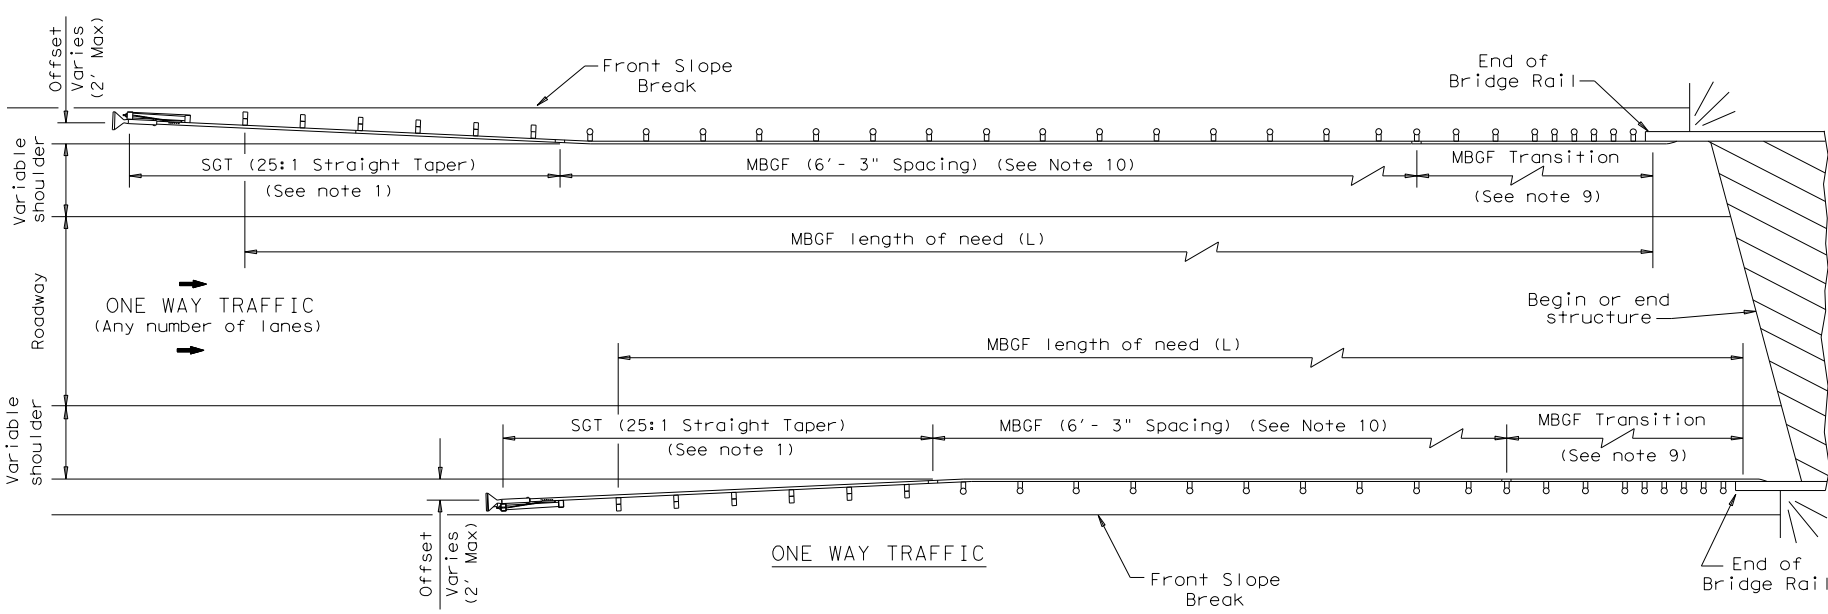 Offset
Varies
(2' Max)
Front Slope
Break
End of
Bridge Rail
Variable
shoulder
SGT (25:1 Straight Taper)
(See note 1)
MBGF (6'- 3" Spacing) (See Note 10)
MBGF Transition
(See note 9)
MBGF length of need (L)
Roadway
ONE WAY TRAFFIC
(Any number of lanes)
Begin or end
structure
MBGF length of need (L)
Variable
shoulder
SGT (25:1 Straight Taper)
(See note 1)
MBGF (6'- 3" Spacing) (See Note 10)
MBGF Transition
(See note 9)
Offset
Varies
(2' Max)
ONE WAY TRAFFIC
Front Slope
Break
End of
Bridge Rail